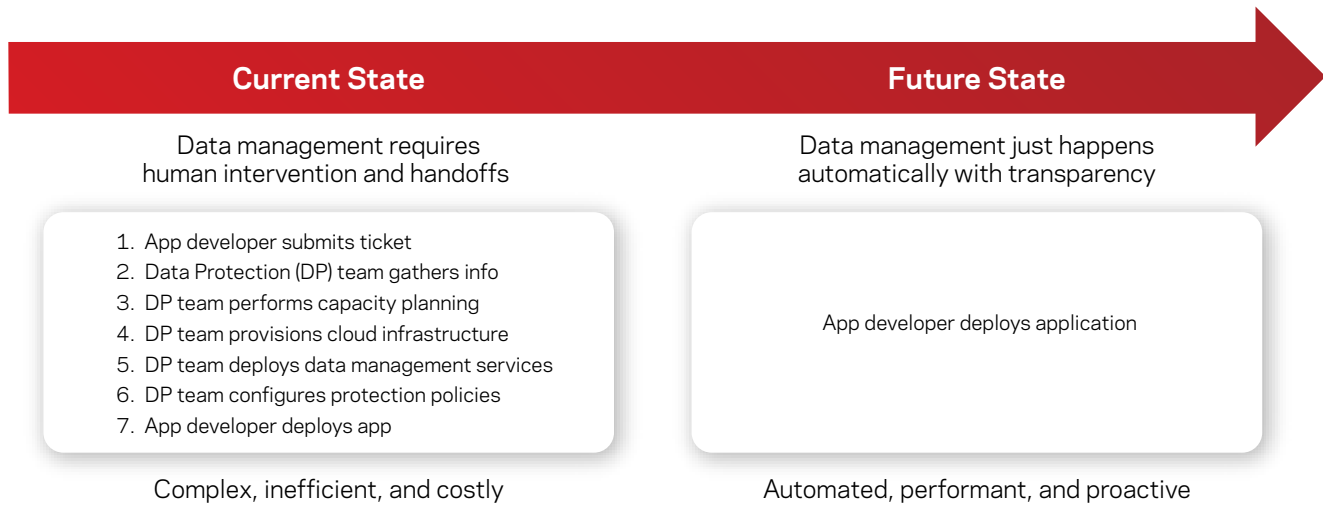 Current State
Future State
Data management requires
human intervention and handoffs
Data management just happens
automatically with transparency
1. App developer submits ticket
2. Data Protection (DP) team gathers info
3. DP team performs capacity planning
4. DP team provisions cloud infrastructure
5. DP team deploys data management services
6. DP team configures protection policies
7. App developer deploys app
App developer deploys application
Complex, inefficient, and costly
Automated, performant, and proactive